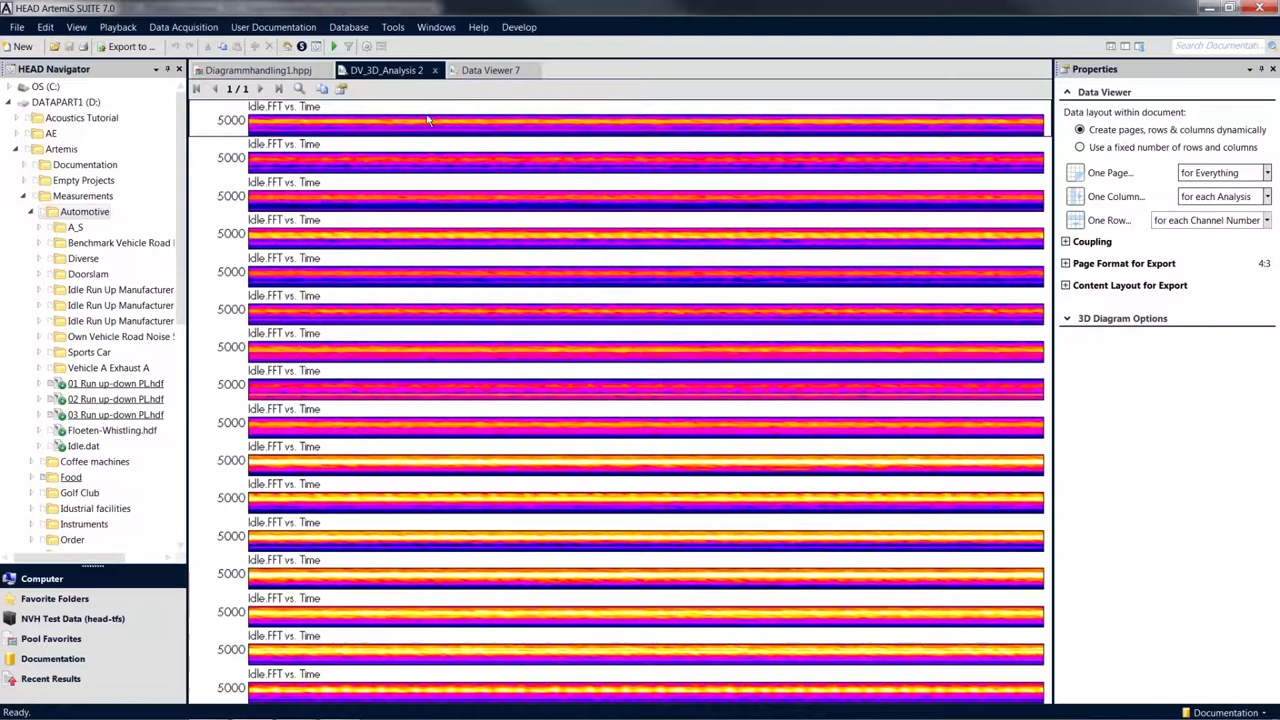 HEAD ArtemiS SUITE 7.0
File Edit View Playback Data Acquisition User Documentation Database Tools Windows Help Develop
New Export to ... Search Documentat
HEAD Navigator
OS (C:)
DATAPART1 (D:)
Acoustics Tutorial
AE
Artemis
Documentation
Empty Projects
Measurements
Automotive
A_S
Benchmark Vehicle Road
Diverse
Doorslam
Idle Run Up Manufacturer
Idle Run Up Manufacturer
Idle Run Up Manufacturer
Own Vehicle Road Noise S
Sports Car
Vehicle A Exhaust A
01 Run up-down PL.hdf
02 Run up-down PL.hdf
03 Run up-down PL.hdf
Floeten-Whistling.hdf
Idle.dat
Coffee machines
Food
Golf Club
Idustrial facilities
Instruments
Order
Computer
Favorite Folders
NVH Test Data (head-tfs)
Pool Favorites
Documentation
Recent Results
Diagrammhandling1.hppj DV_3D_Analysis 2 Data Viewer 7
1 / 1
Idle.FFT vs. Time
5000
Idle.FFT vs. Time
5000
Idle.FFT vs. Time
5000
Idle.FFT vs. Time
5000
Idle.FFT vs. Time
5000
Idle.FFT vs. Time
5000
Idle.FFT vs. Time
5000
Idle.FFT vs. Time
5000
Idle.FFT vs. Time
5000
Idle.FFT vs. Time
5000
Idle.FFT vs. Time
5000
Idle.FFT vs. Time
5000
Idle.FFT vs. Time
5000
Idle.FFT vs. Time
5000
Idle.FFT vs. Time
5000
Idle.FFT vs. Time
5000
Properties
Data Viewer
Data layout within document:
Create pages, rows & columns dynamically
Use a fixed number of rows and columns
One Page... for Everything
One Column... for each Analysis
One Row... for each Channel Number
Coupling
Page Format for Export 4:3
Content Layout for Export
3D Diagram Options
Ready.
Documentation